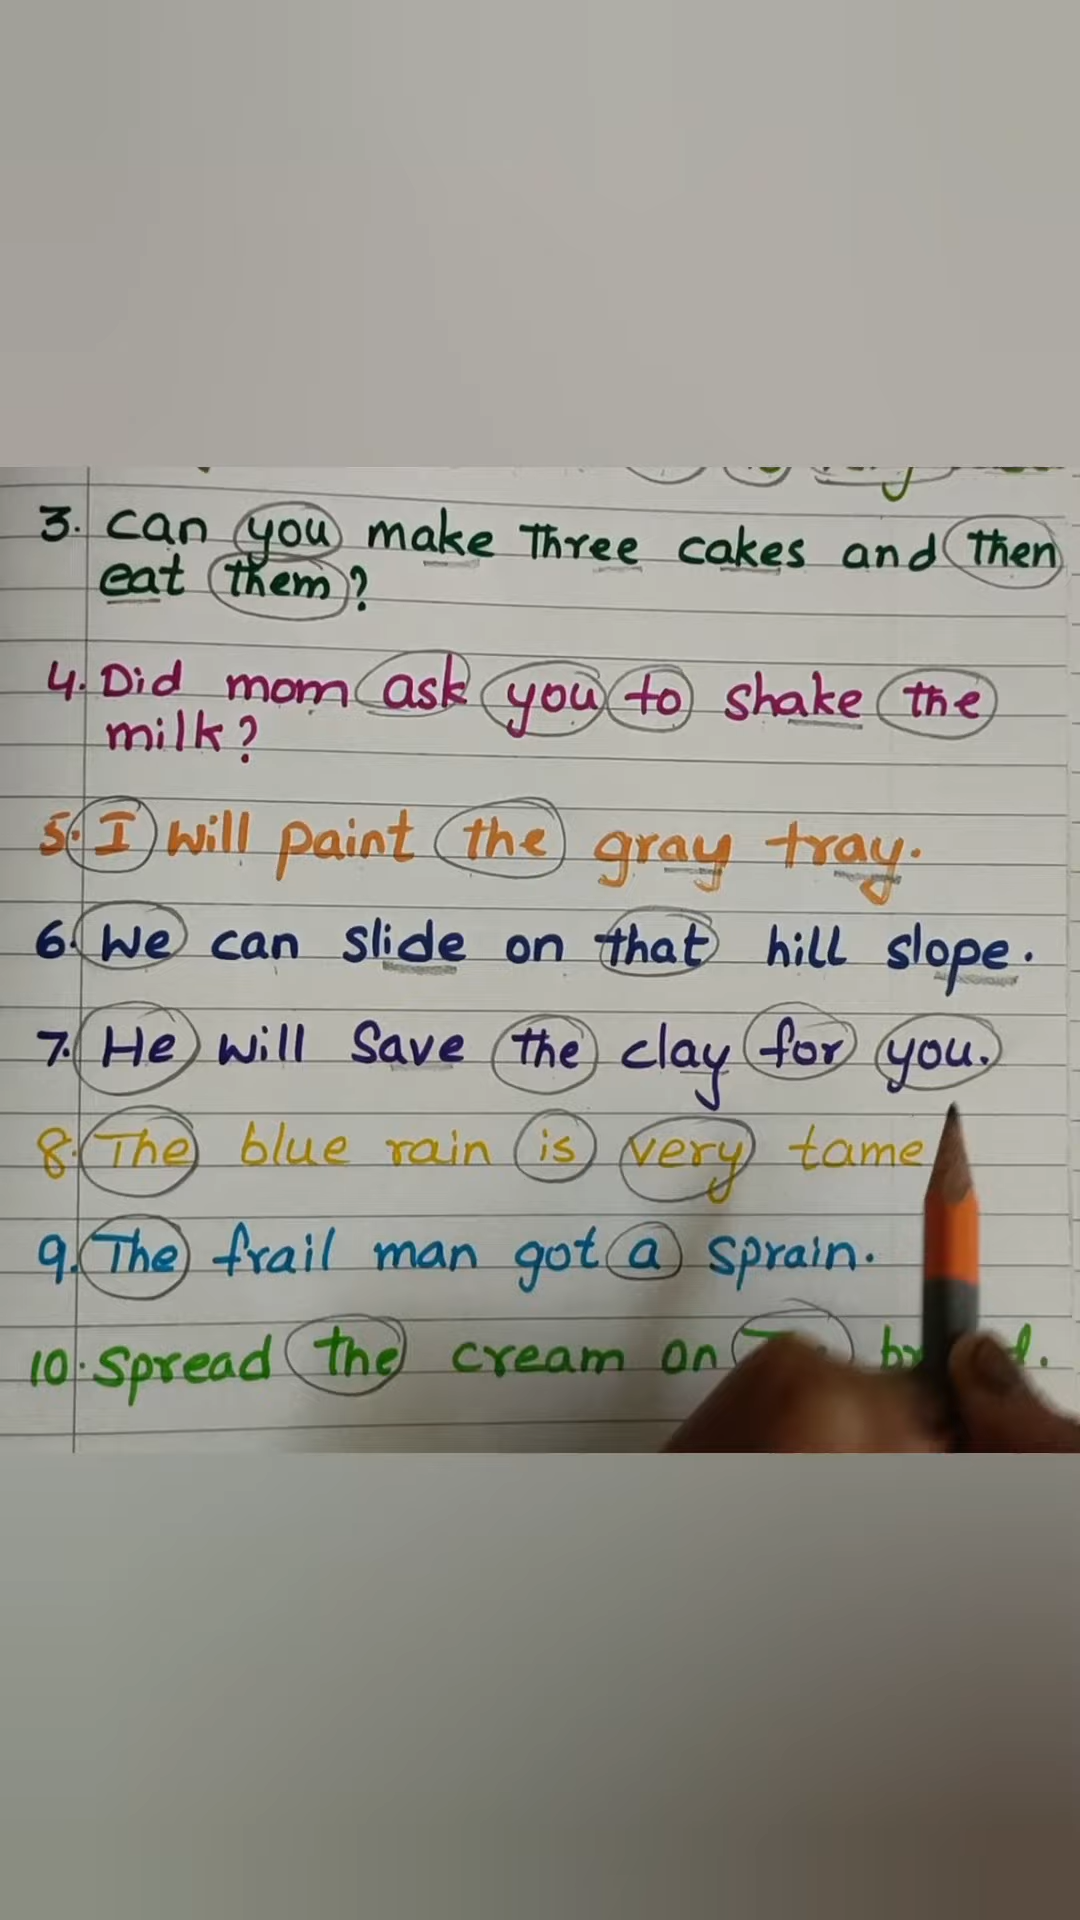 3. can you make three cakes and then
eat them?
4. Did mom ask you to shake the
milk?
5. I will paint the gray tray.
6. We can slide on that hill slope.
7. He will save the clay for you.
8. The blue rain is very tame
9. The frail man got a sprain.
10. Spread the cream on